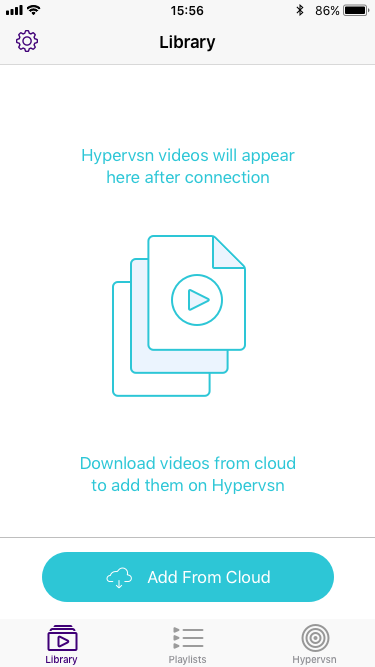 15:56
86%
Library
Hypervsn videos will appear
here after connection
Download videos from cloud
to add them on Hypervsn
Add From Cloud
Library
Playlists
Hypervsn